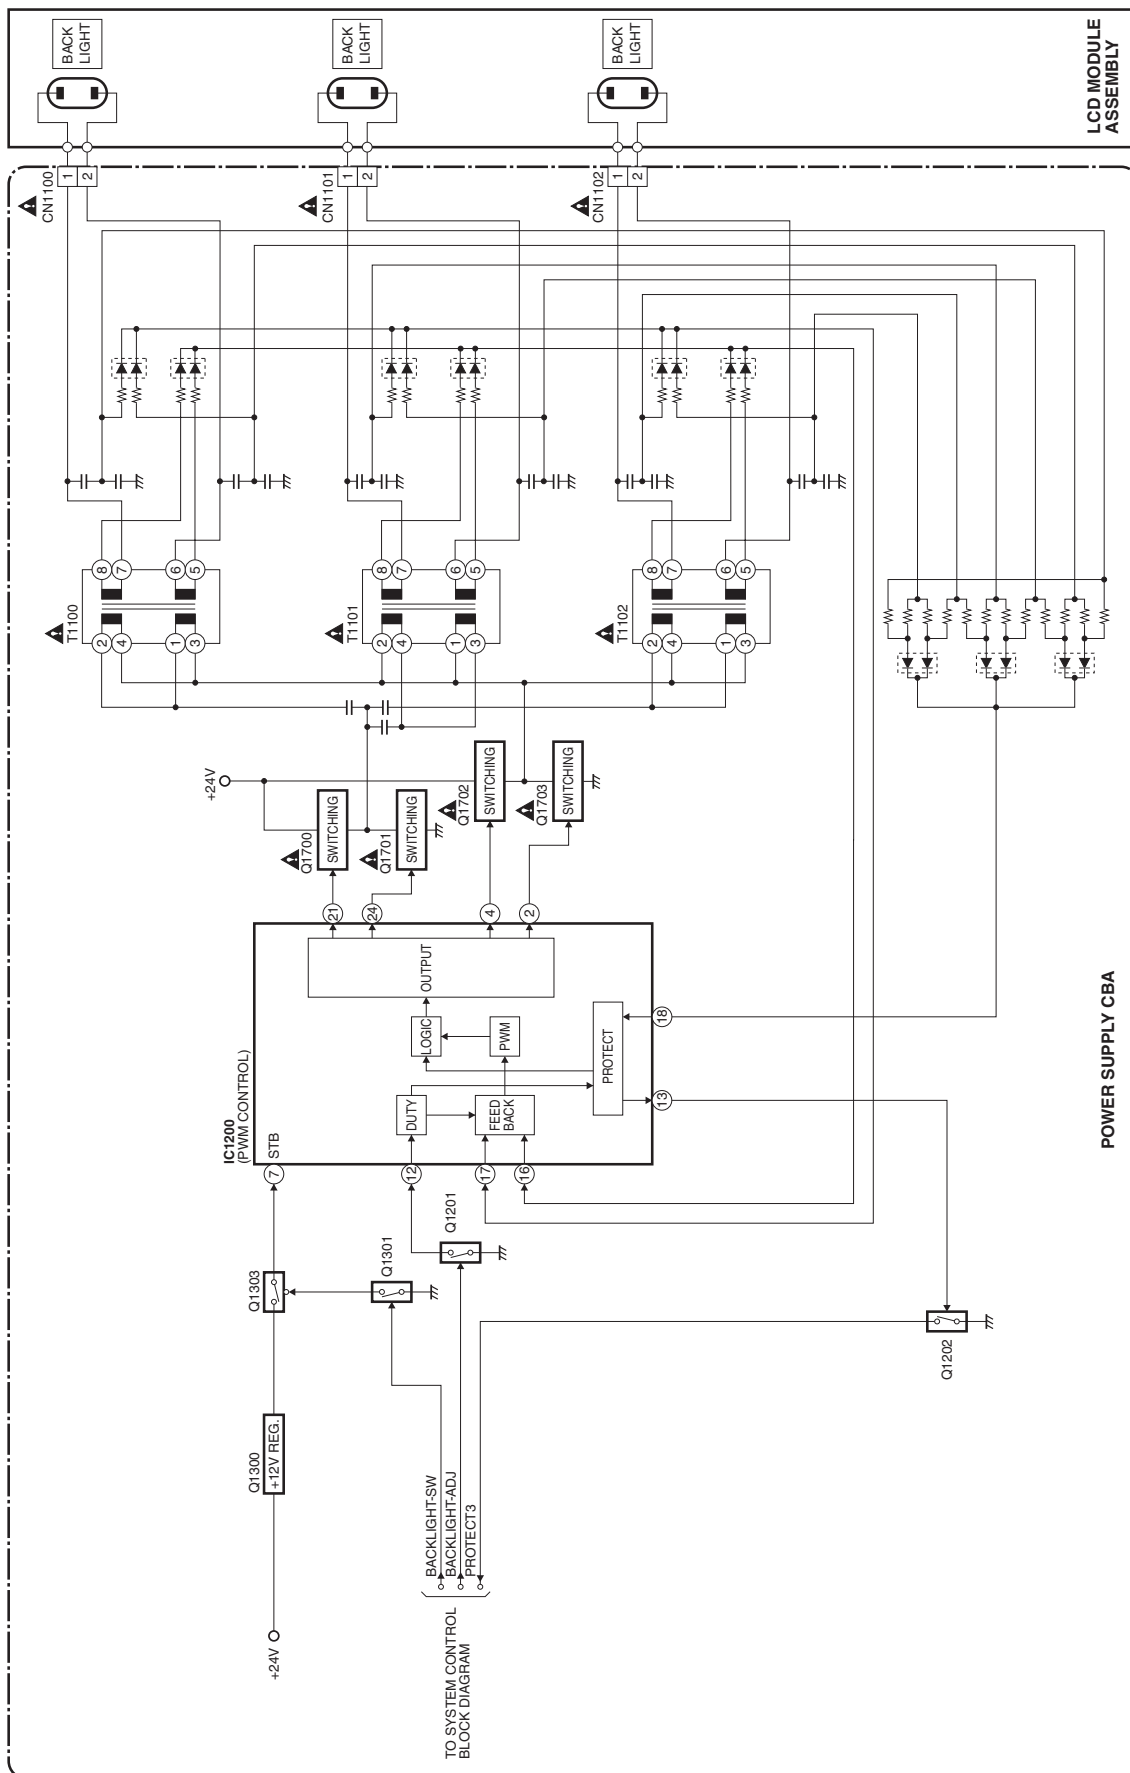 BACK
LIGHT
BACK
LIGHT
BACK
LIGHT
LCD MODULE
ASSEMBLY
CN1100
1
2
CN1101
1
2
CN1102
1
2
T1100
8
7
6
5
2
4
1
3
T1101
8
7
6
5
2
4
1
3
T1102
8
7
6
5
2
4
1
3
+24V
Q1700
SWITCHING
Q1701
SWITCHING
Q1702
SWITCHING
Q1703
SWITCHING
21
24
4
2
IC1200
(PWM CONTROL)
OUTPUT
LOGIC
PWM
PROTECT
DUTY
FEED
BACK
STB
7
12
17
16
13
18
Q1303
Q1301
Q1201
Q1202
Q1300
+12V REG.
+24V
BACKLIGHT-SW
BACKLIGHT-ADJ
PROTECT3
TO SYSTEM CONTROL
BLOCK DIAGRAM
POWER SUPPLY CBA